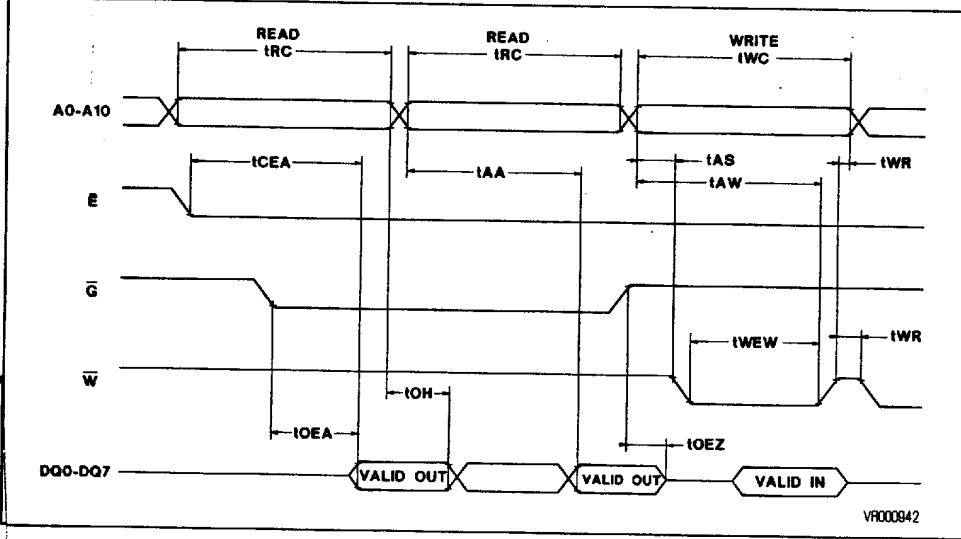 READ
tRC
READ
tRC
WRITE
tWC
A0-A10
tCEA
tAA
tAS
tAW
tWR
E̅
G̅
tWEW
tWR
W̅
tOH
tOEA
tOEZ
DQ0-DQ7
VALID OUT
VALID OUT
VALID IN
VR000942